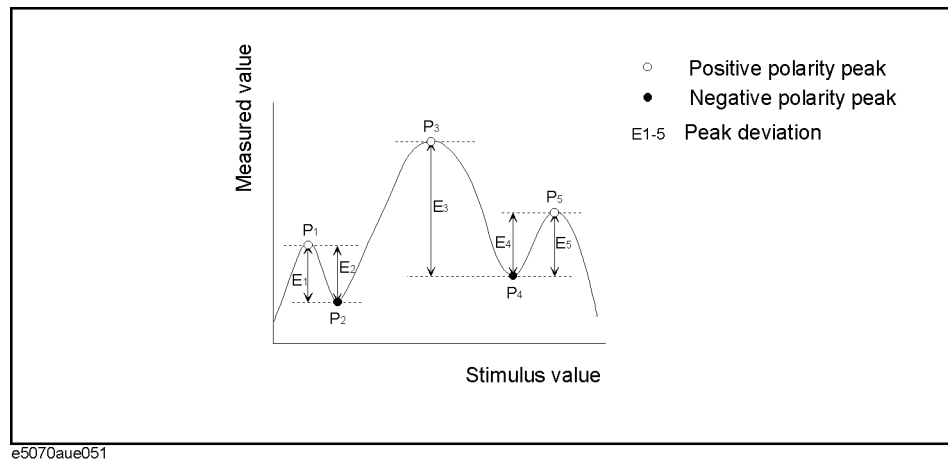 Measured value
Positive polarity peak
Negative polarity peak
E1-5 Peak deviation
P3
P5
P1
E3
E4
E5
E2
E1
P4
P2
Stimulus value
e5070aue051